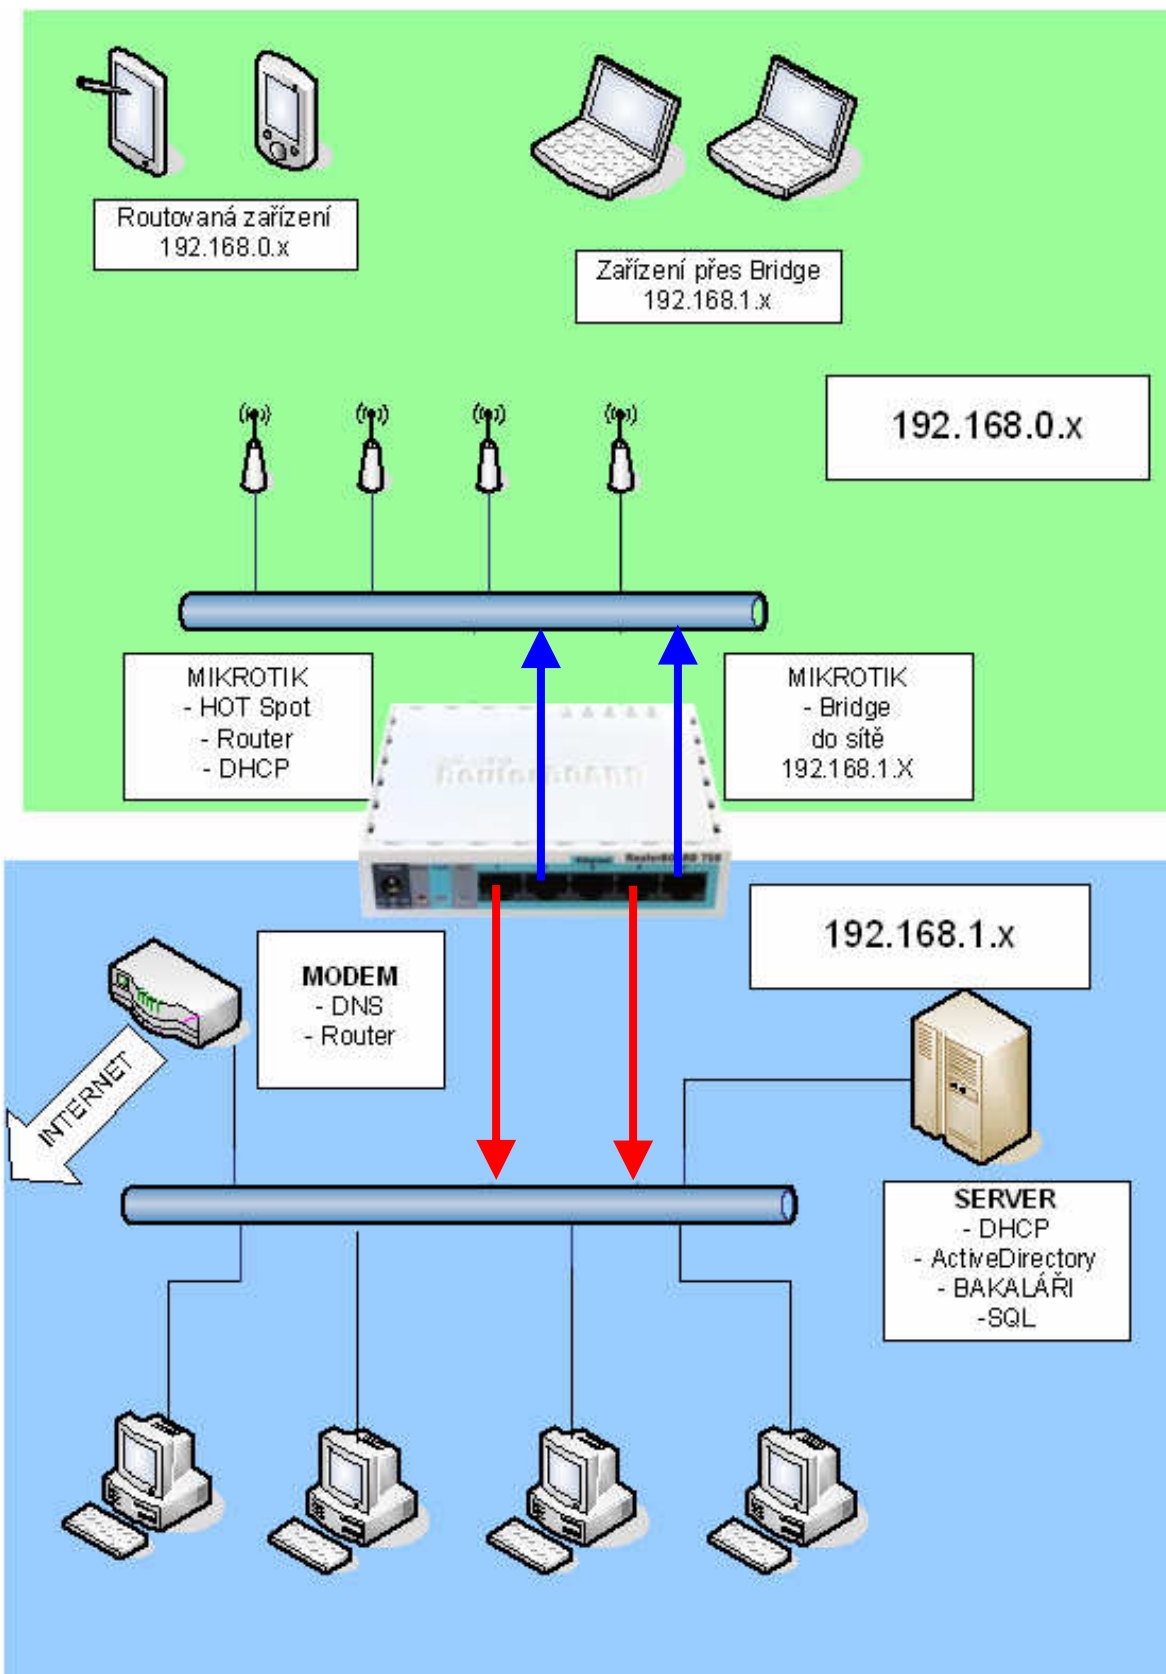 Routovaná zařízení
192.168.0.x
Zařízení přes Bridge
192.168.1.x
192.168.0.x
MIKROTIK
- HOT Spot
- Router
- DHCP
MIKROTIK
- Bridge
do sítě
192.168.1.X
RouterBOARD 750
192.168.1.x
MODEM
- DNS
- Router
INTERNET
SERVER
- DHCP
- ActiveDirectory
- BAKALÁŘI
-SQL